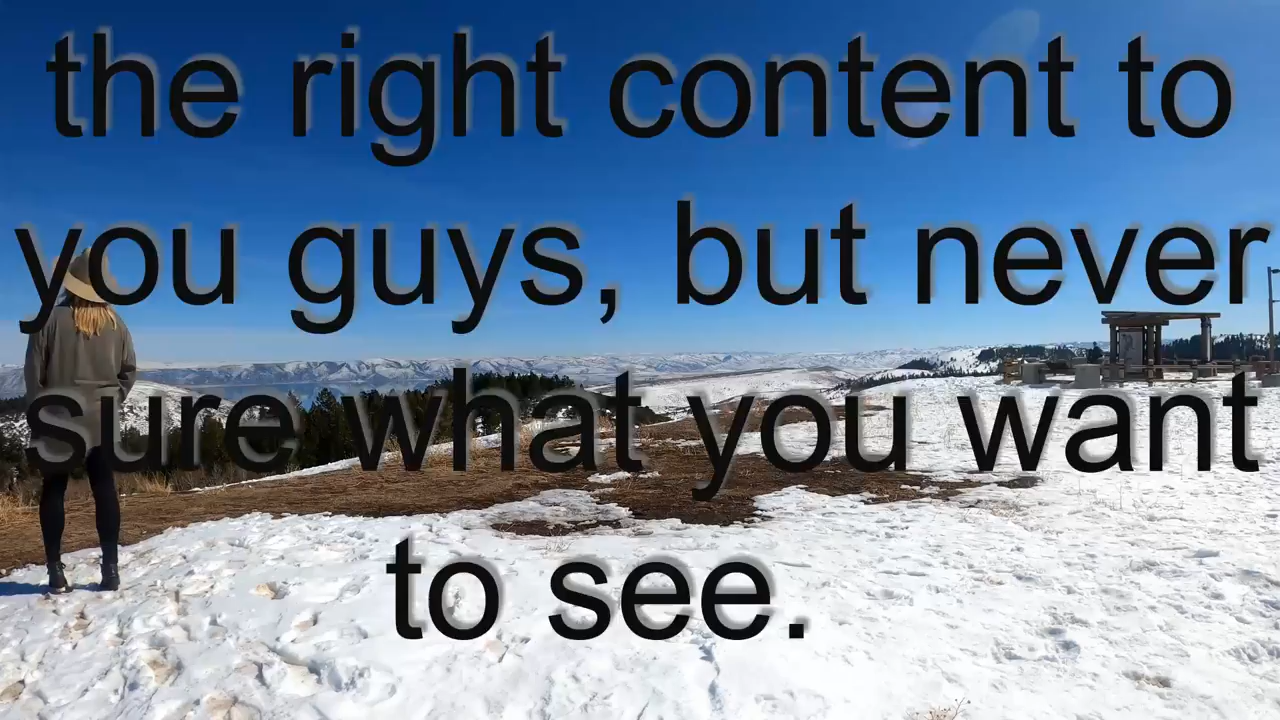 the right content to
you guys, but never
sure what you want
to see.